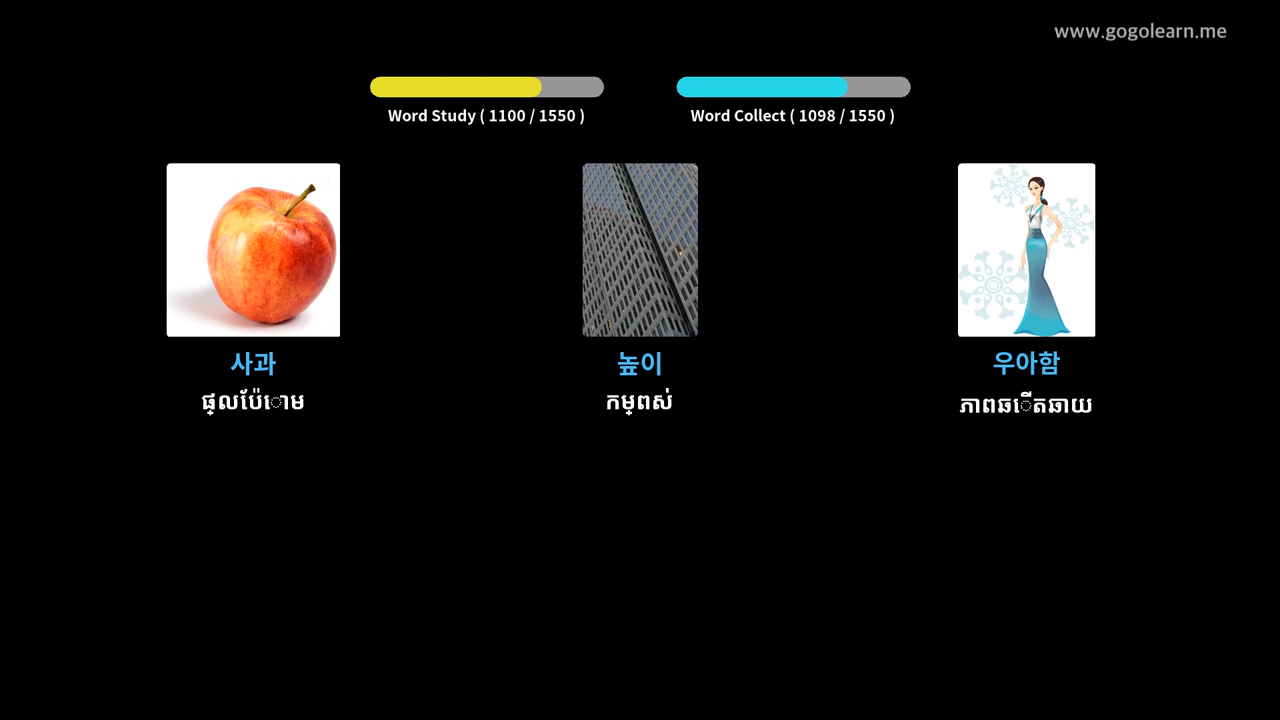 www.gogolearn.me
Word Study ( 1100 / 1550 )
Word Collect ( 1098 / 1550 )
사과
높이
우아함
ផ្លេប៉ោម
កម្ពស់
ភាពឆើតឆាយ